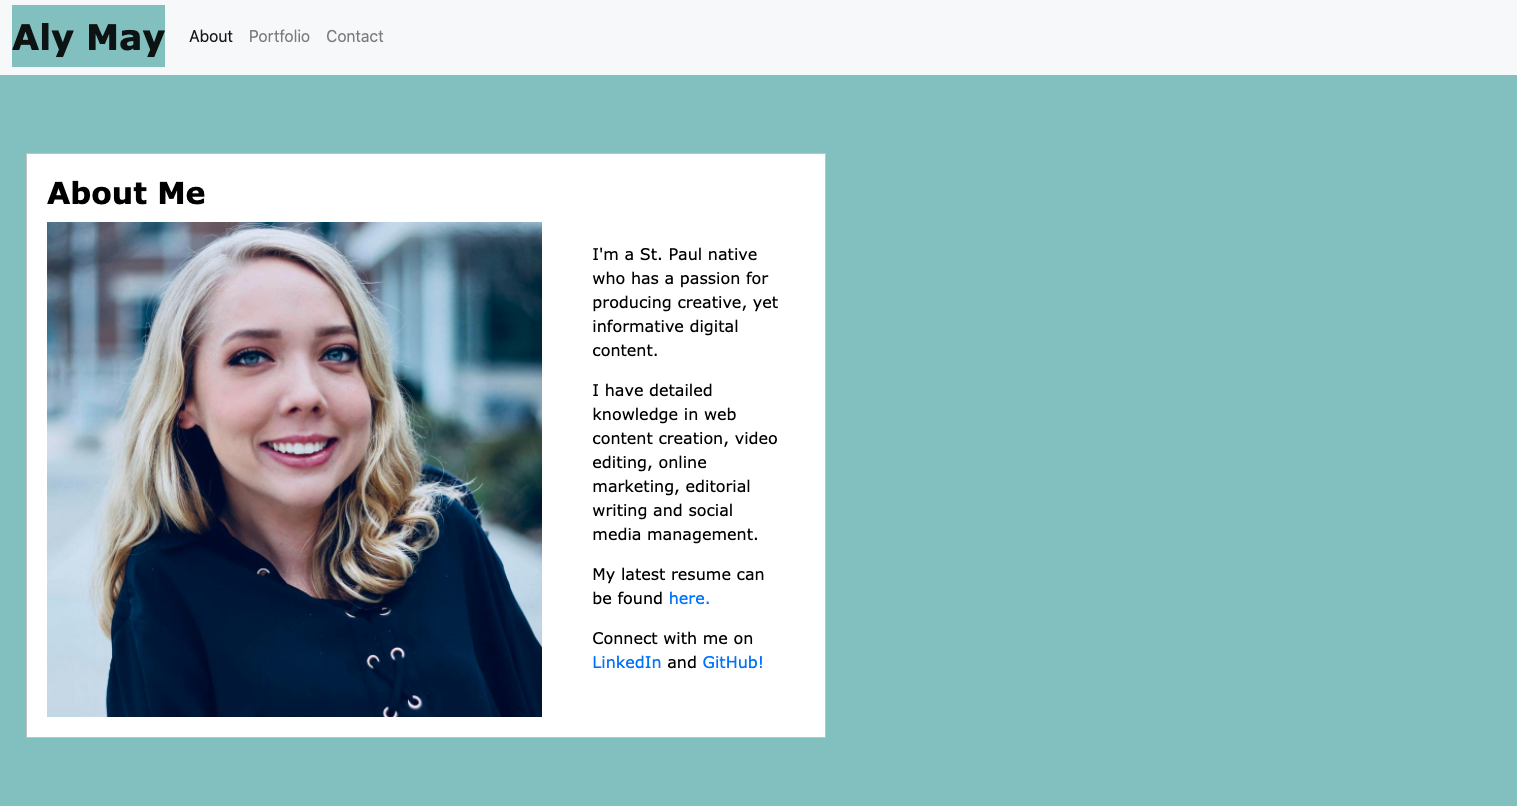 Aly May
About Portfolio Contact
About Me
I'm a St. Paul native
who has a passion for
producing creative, yet
informative digital
content.
I have detailed
knowledge in web
content creation, video
editing, online
marketing, editorial
writing and social
media management.
My latest resume can
be found here.
Connect with me on
LinkedIn and GitHub!